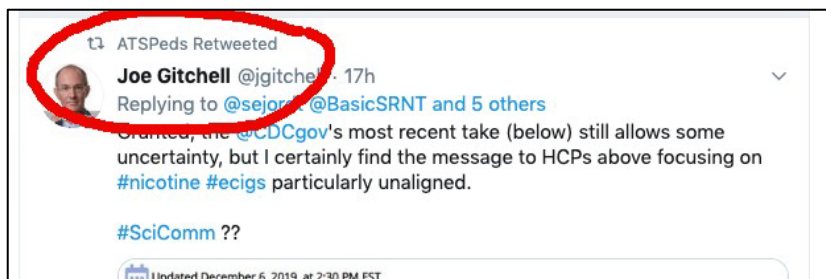 ATSPeds Retweeted
Joe Gitchell @jgitchell · 17h
Replying to @BasicSRNT and 5 others
Granted, the @CDCgov's most recent take (below) still allows some
uncertainty, but I certainly find the message to HCPs above focusing on
#nicotine #ecigs particularly unaligned.
#SciComm ??
Updated December 6, 2019, at 2:30 PM EST